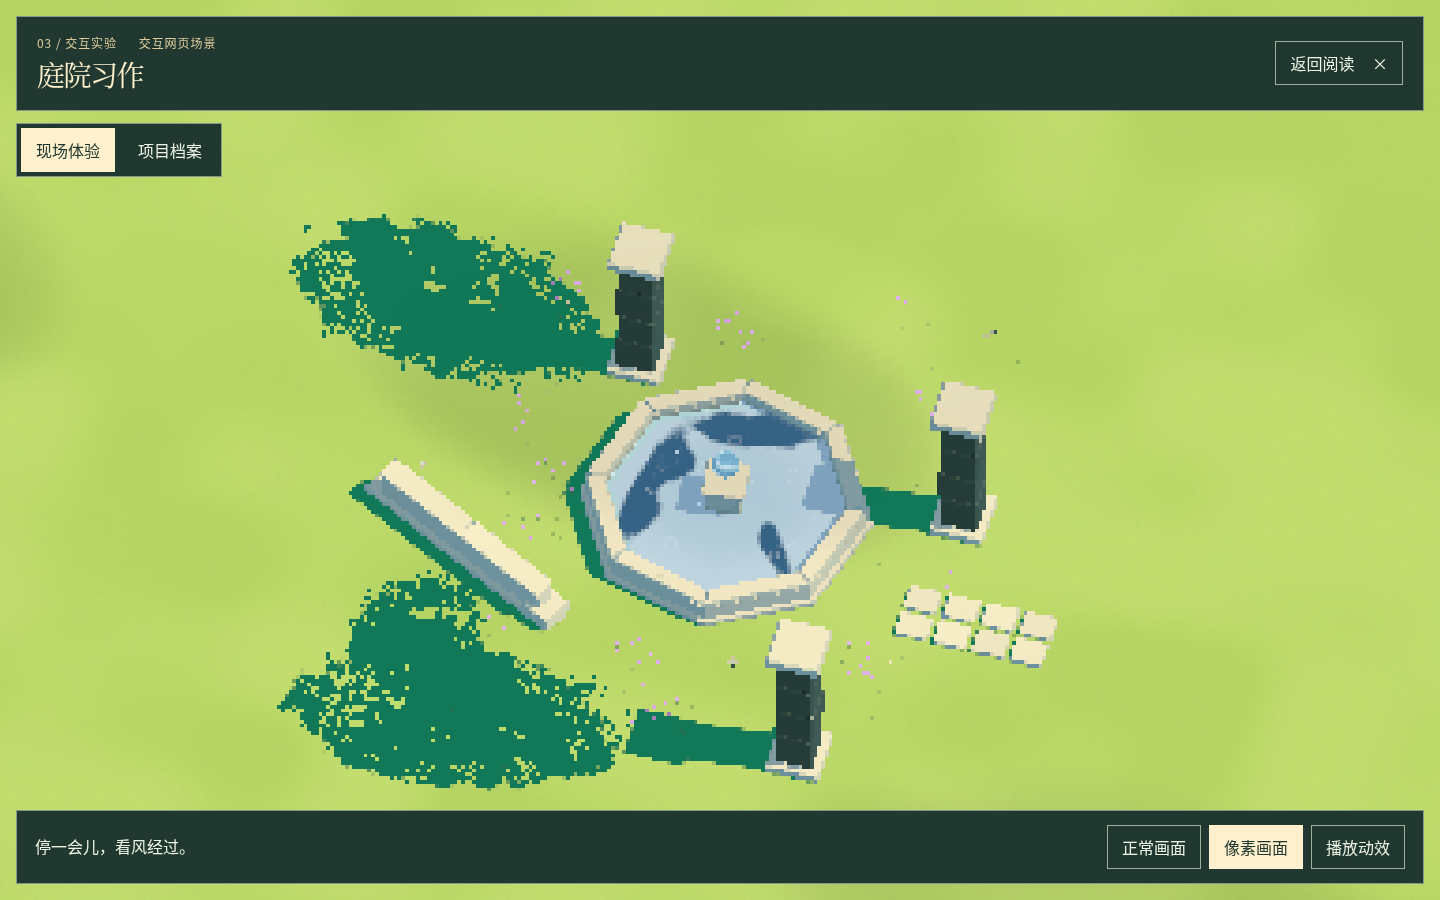 03 / 交互实验 交互网页场景
庭院习作
返回阅读 ×
现场体验 项目档案
停一会儿，看风经过。
正常画面 像素画面 播放动效